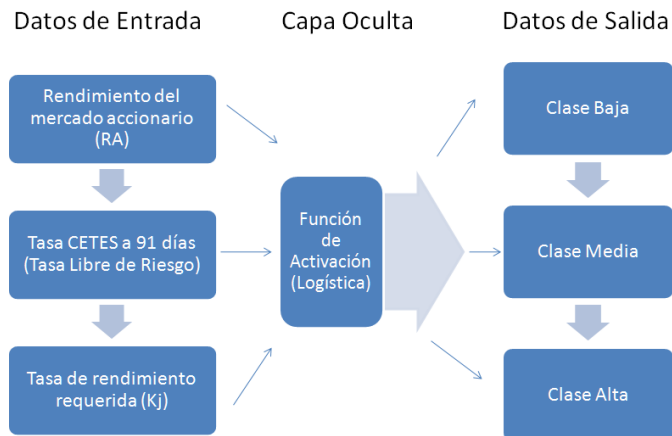 Datos de Entrada
Capa Oculta
Datos de Salida
Rendimiento del
mercado accionario
(RA)
Tasa CETES a 91 días
(Tasa Libre de Riesgo)
Tasa de rendimiento
requerida (Kj)
Función
de
Activación
(Logística)
Clase Baja
Clase Media
Clase Alta